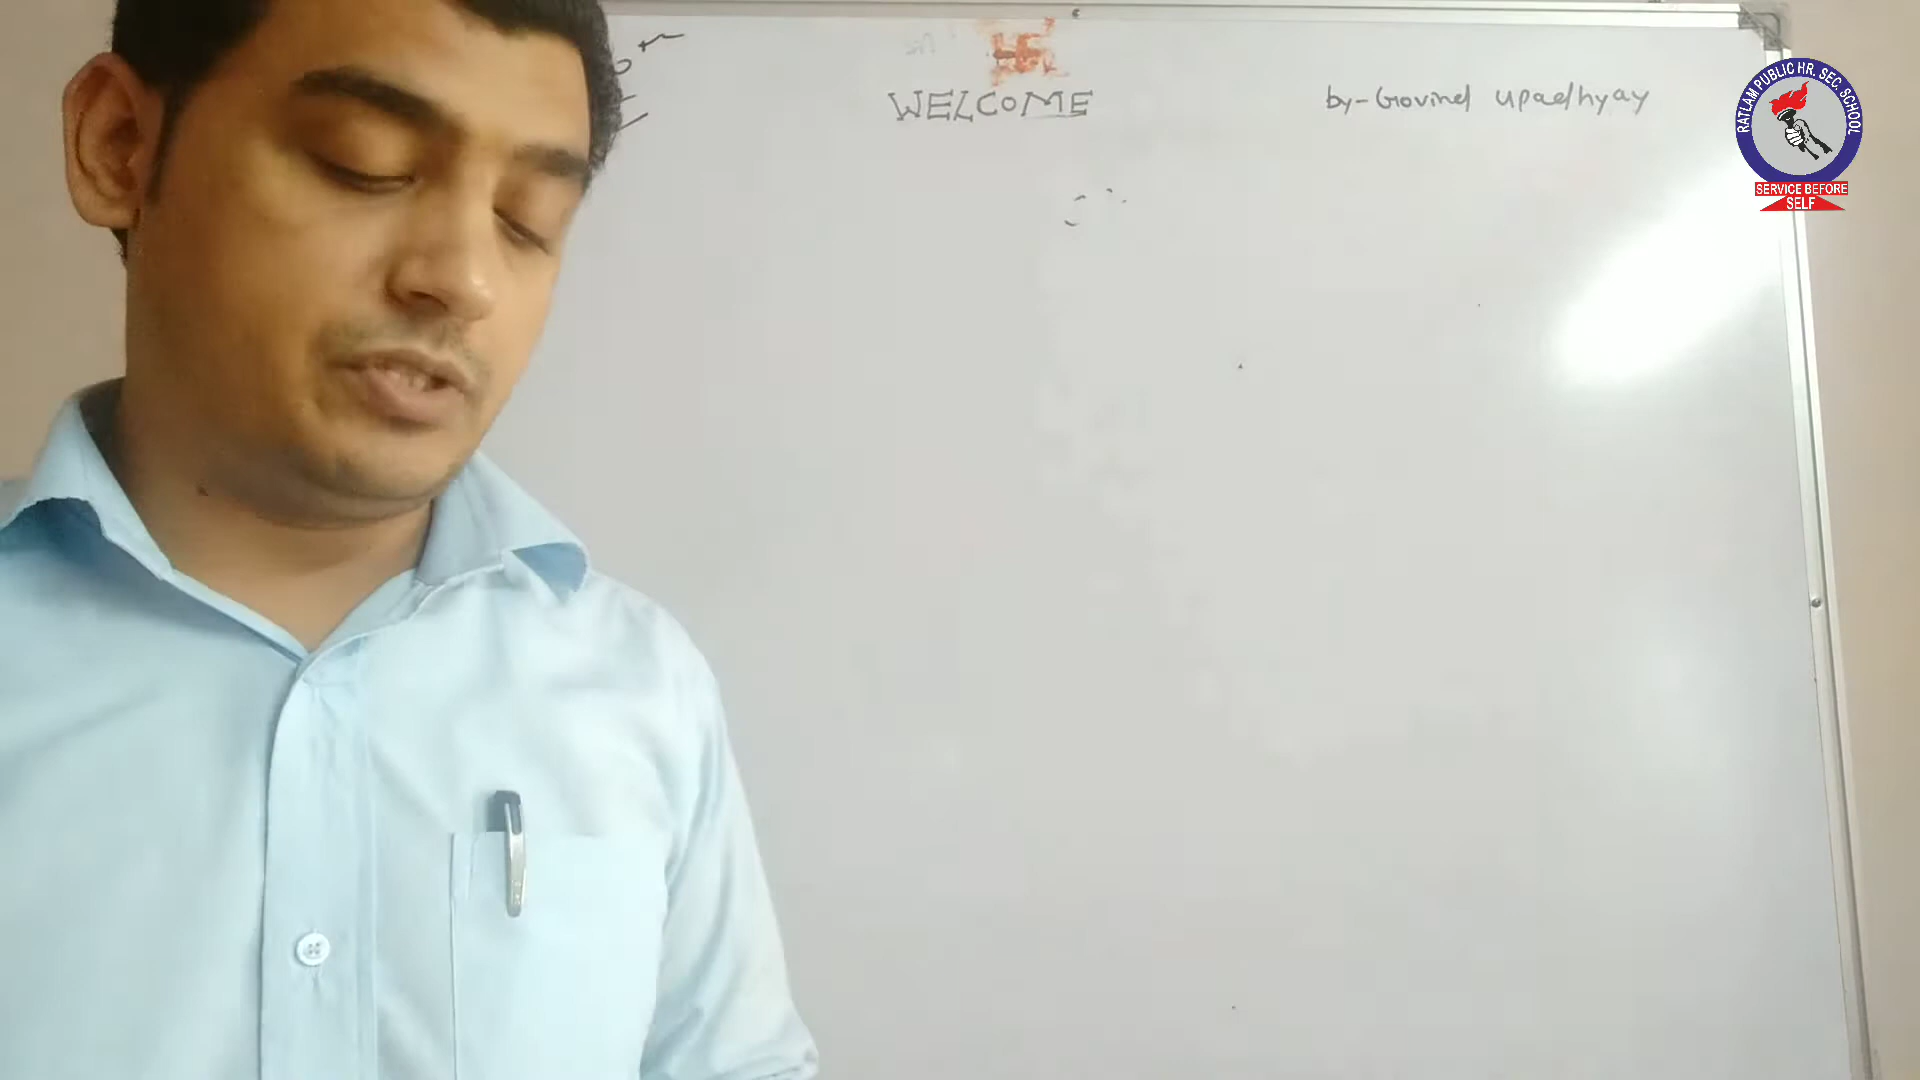 WELCOME
by-Govind Upadhyay
RATLAM PUBLIC HR. SEC. SCHOOL
SERVICE BEFORE
SELF